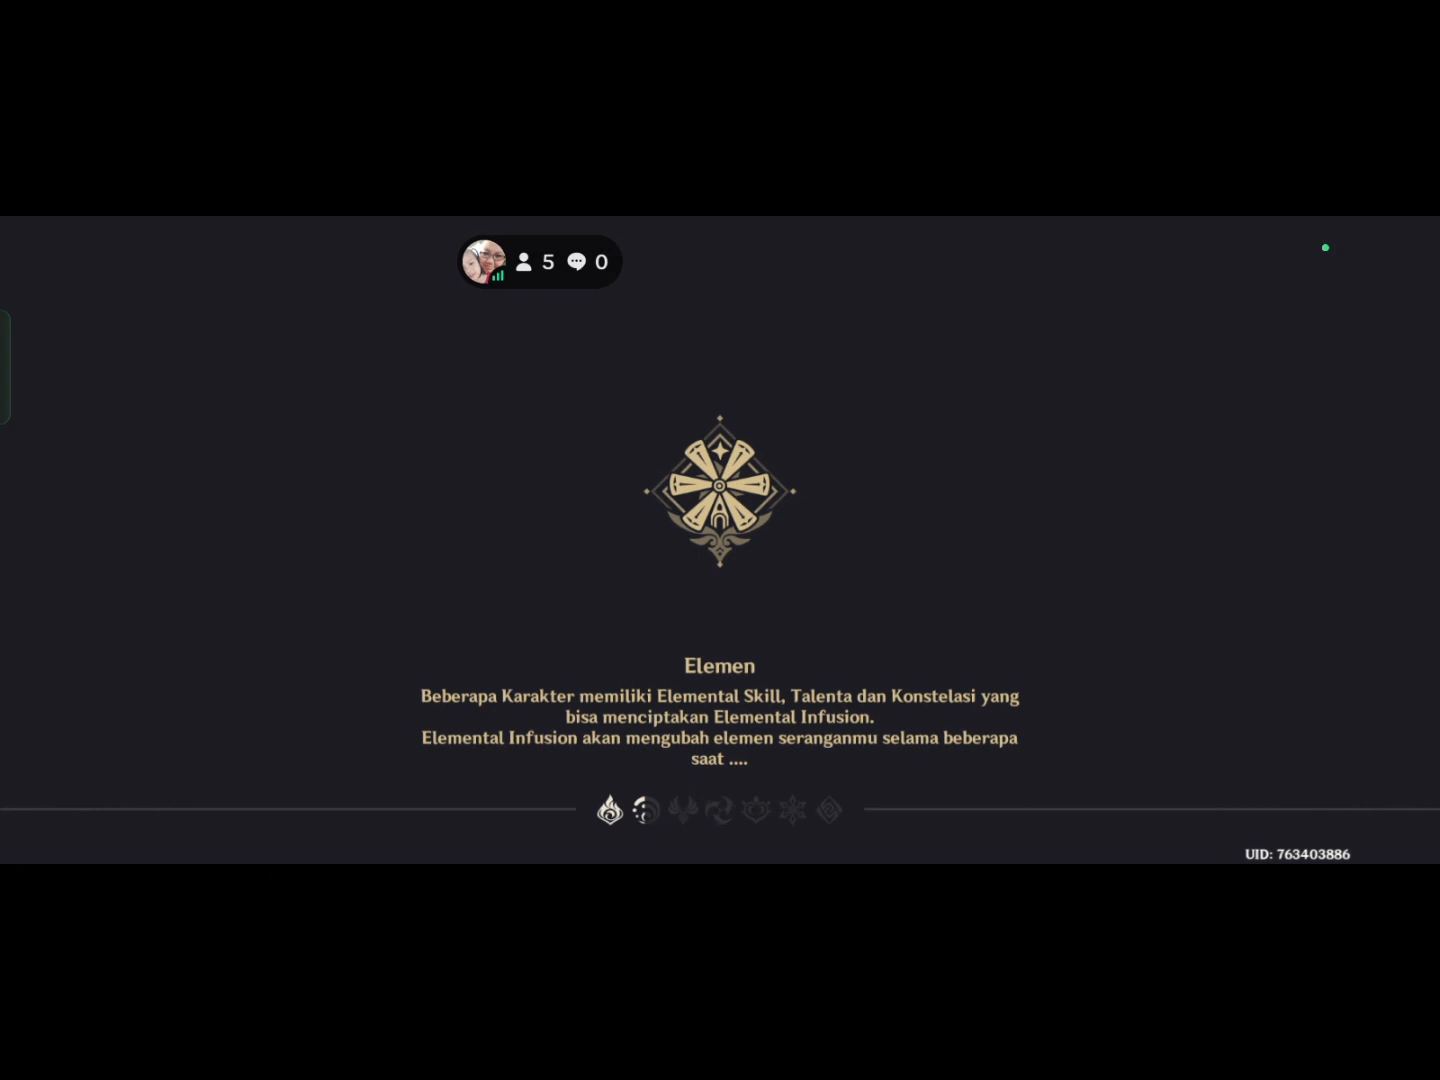 5 0
Elemen
Beberapa Karakter memiliki Elemental Skill, Talenta dan Konstelasi yang
bisa menciptakan Elemental Infusion.
Elemental Infusion akan mengubah elemen seranganmu selama beberapa
saat ....
UID: 763403886